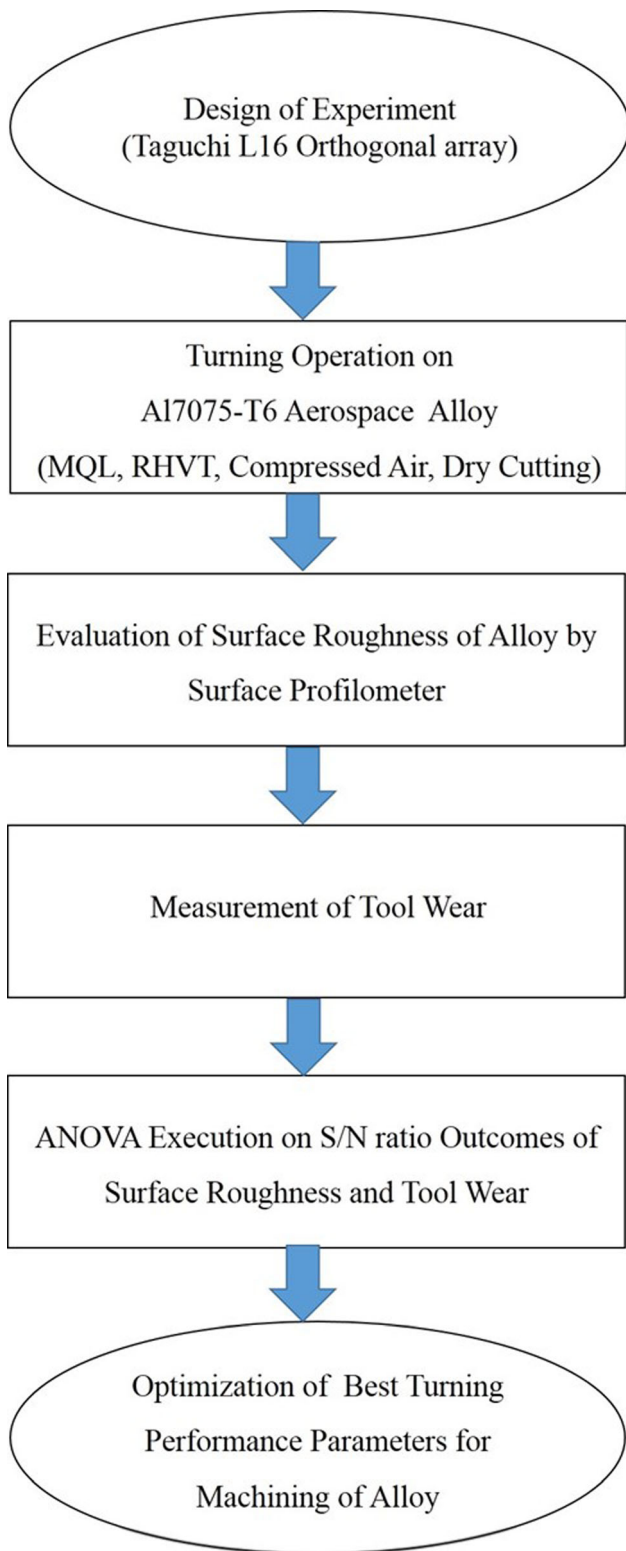 Design of Experiment
(Taguchi L16 Orthogonal array)
Turning Operation on
Al7075-T6 Aerospace Alloy
(MQL, RHVT, Compressed Air, Dry Cutting)
Evaluation of Surface Roughness of Alloy by
Surface Profilometer
Measurement of Tool Wear
ANOVA Execution on S/N ratio Outcomes of
Surface Roughness and Tool Wear
Optimization of Best Turning
Performance Parameters for
Machining of Alloy